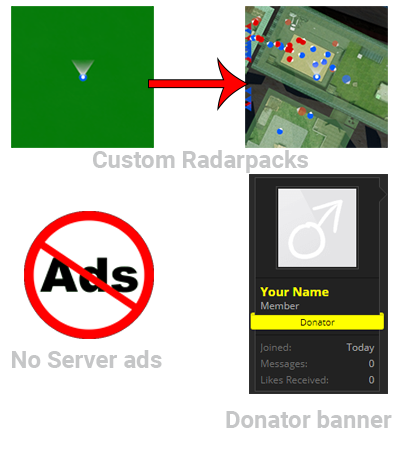 Custom Radarpacks
Ads
No Server ads
Your Name
Member
Donator
Joined: Today
Messages: 0
Likes Received: 0
Donator banner